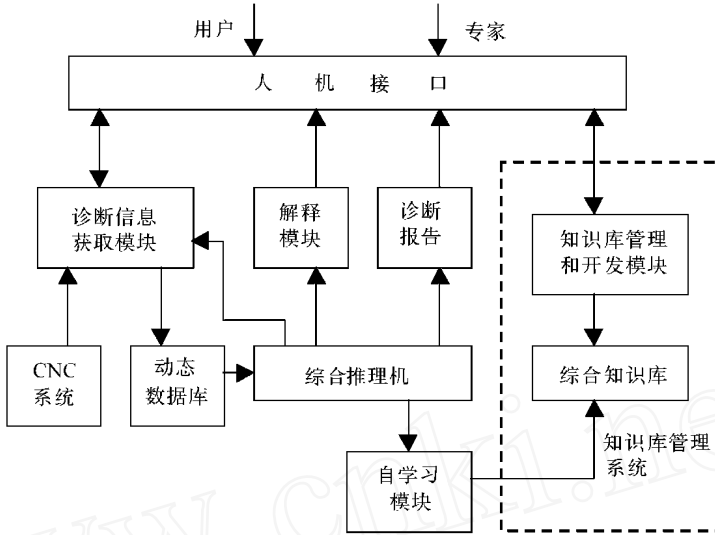 用户
专家
人 机 接 口
诊断信息
获取模块
解释
模块
诊断
报告
知识库管理
和开发模块
CNC
系统
动态
数据库
综合推理机
综合知识库
知识库管理
系统
自学习
模块
www.cnki.ne